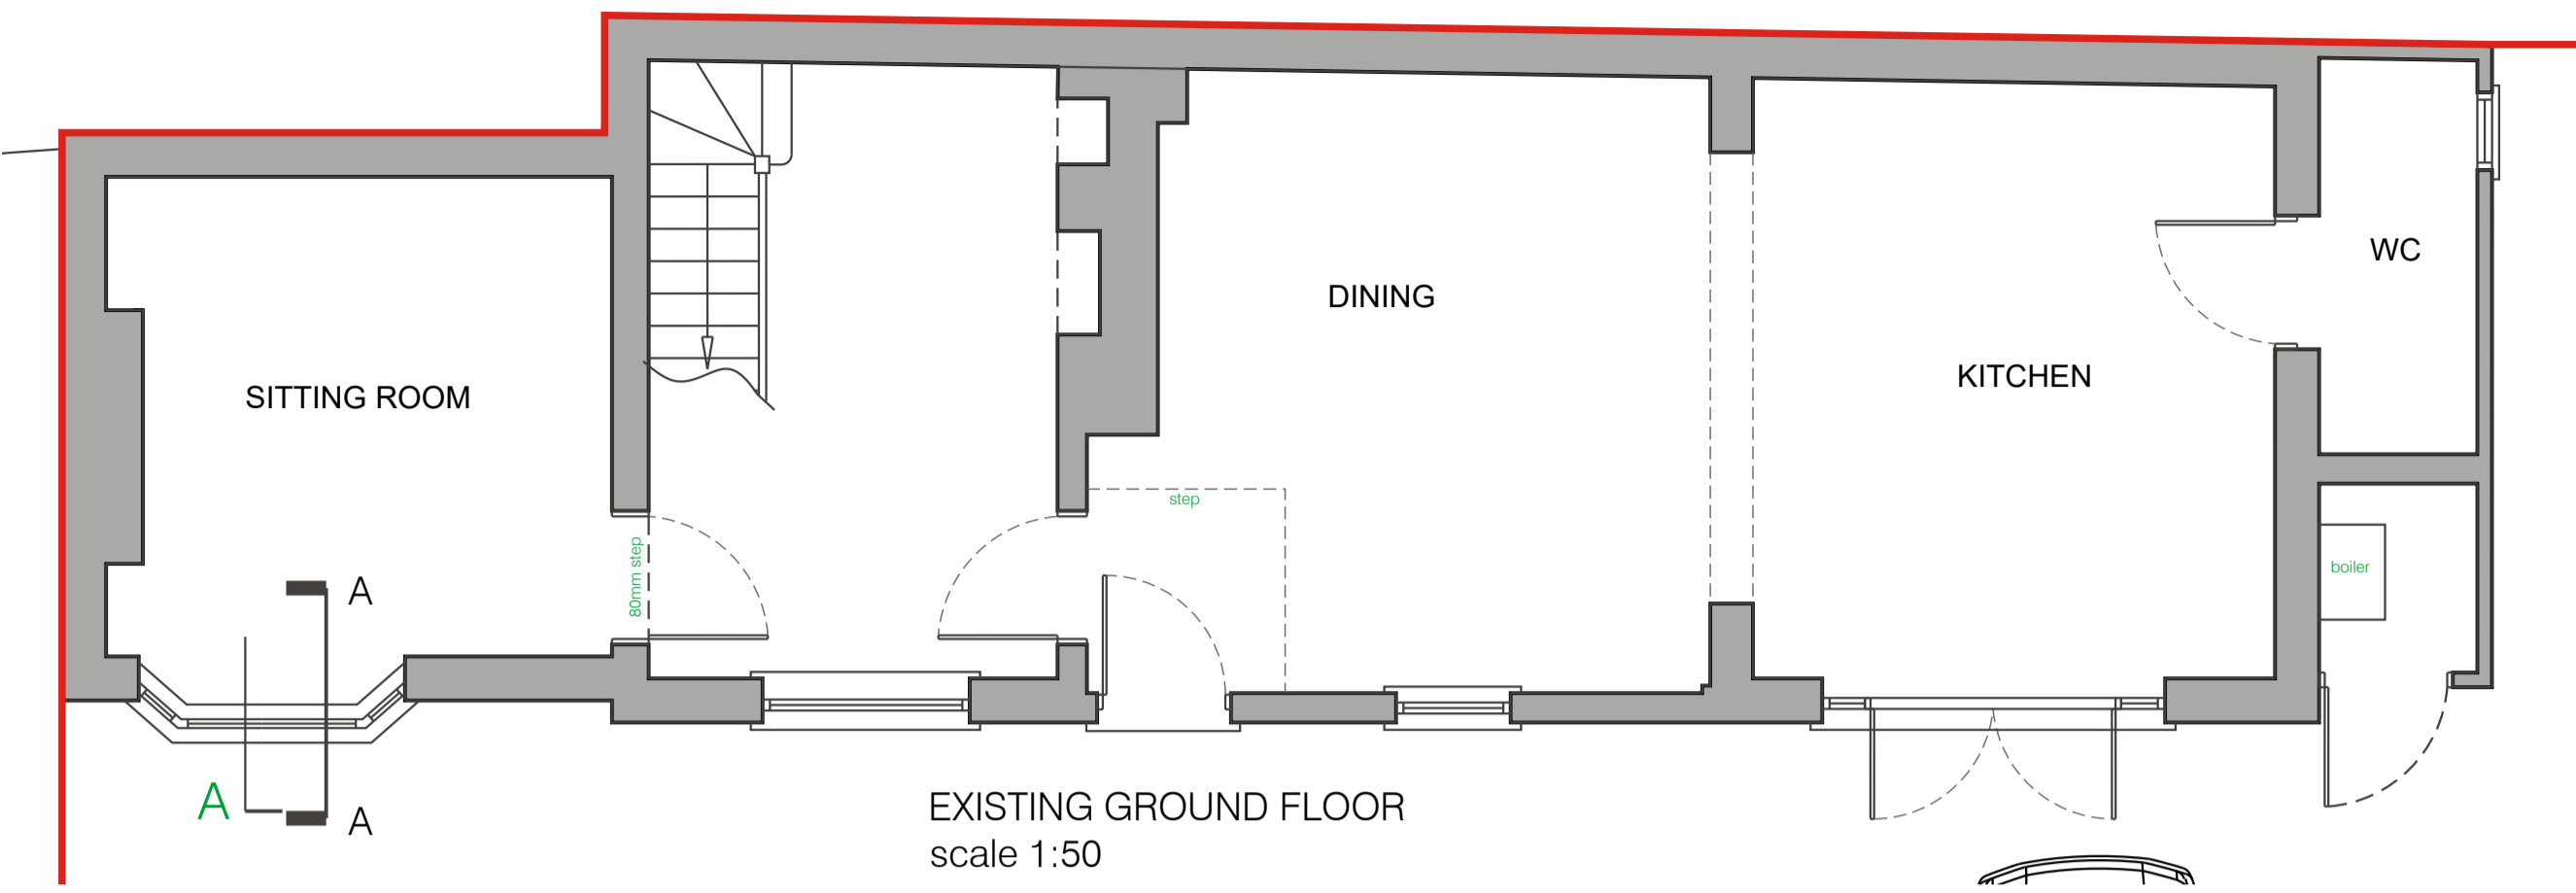 WC
DINING
KITCHEN
SITTING ROOM
step
80mm step
boiler
A
A
A
EXISTING GROUND FLOOR
scale 1:50